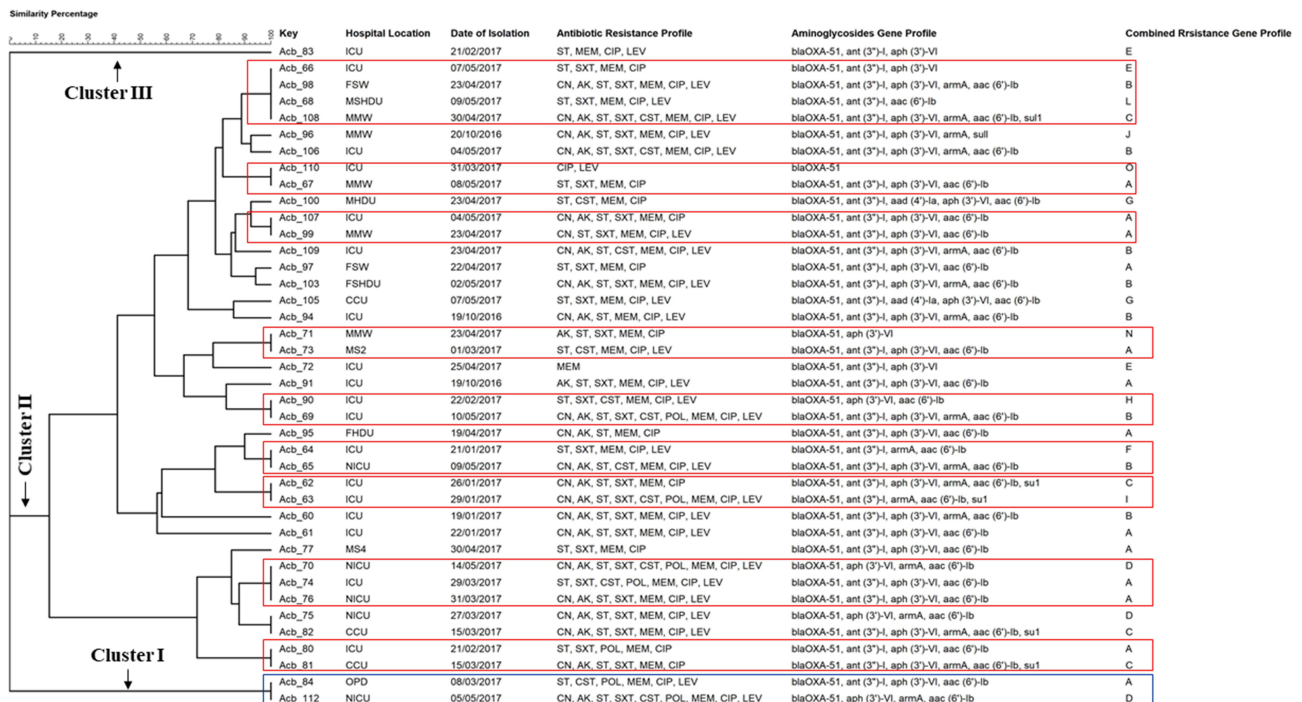 Similarity Percentage
0 10 20 30 40 50 60 70 80 90 100
Key Hospital Location Date of Isolation Antibiotic Resistance Profile Aminoglycosides Gene Profile Combined Rrsistance Gene Profile
Acb_83 ICU 21/02/2017 ST, MEM, CIP, LEV blaOXA-51, ant (3")-I, aph (3')-VI E
Cluster III
Acb_66 ICU 07/05/2017 ST, SXT, MEM, CIP blaOXA-51, ant (3")-I, aph (3')-VI E
Acb_98 FSW 23/04/2017 CN, AK, ST, SXT, MEM, CIP, LEV blaOXA-51, ant (3")-I, aph (3')-VI, armA, aac (6')-Ib B
Acb_68 MSHDU 09/05/2017 ST, SXT, MEM, CIP, LEV blaOXA-51, ant (3")-I, aac (6')-Ib L
Acb_108 MMW 30/04/2017 CN, AK, ST, SXT, CST, MEM, CIP, LEV blaOXA-51, ant (3")-I, aph (3')-VI, armA, aac (6')-Ib, sul1 C
Acb_96 MMW 20/10/2016 CN, AK, ST, SXT, MEM, CIP, LEV blaOXA-51, ant (3")-I, aph (3')-VI, armA, sull J
Acb_106 ICU 04/05/2017 CN, AK, ST, SXT, CST, MEM, CIP, LEV blaOXA-51, ant (3")-I, aph (3')-VI, armA, aac (6')-Ib B
Acb_110 ICU 31/03/2017 CIP, LEV blaOXA-51 O
Acb_67 MMW 08/05/2017 ST, SXT, MEM, CIP blaOXA-51, ant (3")-I, aph (3')-VI, aac (6')-Ib A
Acb_100 MHDU 23/04/2017 ST, CST, MEM, CIP blaOXA-51, ant (3")-I, aad (4')-Ia, aph (3')-VI, aac (6')-Ib G
Acb_107 ICU 04/05/2017 CN, AK, ST, SXT, MEM, CIP blaOXA-51, ant (3")-I, aph (3')-VI, aac (6')-Ib A
Acb_99 MMW 23/04/2017 CN, ST, SXT, MEM, CIP, LEV blaOXA-51, ant (3")-I, aph (3')-VI, aac (6')-Ib A
Acb_109 ICU 23/04/2017 CN, AK, ST, CST, MEM, CIP, LEV blaOXA-51, ant (3")-I, aph (3')-VI, armA, aac (6')-Ib B
Acb_97 FSW 22/04/2017 ST, SXT, MEM, CIP blaOXA-51, ant (3")-I, aph (3')-VI, aac (6')-Ib A
Acb_103 FSHDU 02/05/2017 CN, AK, ST, SXT, MEM, CIP, LEV blaOXA-51, ant (3")-I, aph (3')-VI, armA, aac (6')-Ib B
Acb_105 CCU 07/05/2017 ST, SXT, MEM, CIP, LEV blaOXA-51, ant (3")-I, aad (4')-Ia, aph (3')-VI, aac (6')-Ib G
Acb_94 ICU 19/10/2016 CN, AK, ST, MEM, CIP, LEV blaOXA-51, ant (3")-I, aph (3')-VI, armA, aac (6')-Ib B
Acb_71 MMW 23/04/2017 AK, ST, SXT, MEM, CIP blaOXA-51, aph (3')-VI N
Acb_73 MS2 01/03/2017 ST, CST, MEM, CIP, LEV blaOXA-51, ant (3")-I, aph (3')-VI, aac (6')-Ib A
Acb_72 ICU 25/04/2017 MEM blaOXA-51, ant (3")-I, aph (3')-VI E
Acb_91 ICU 19/10/2016 AK, ST, SXT, MEM, CIP, LEV blaOXA-51, ant (3")-I, aph (3')-VI, aac (6')-Ib A
Acb_90 ICU 22/02/2017 ST, SXT, CST, MEM, CIP, LEV blaOXA-51, aph (3')-VI, aac (6')-Ib H
Acb_69 ICU 10/05/2017 CN, AK, ST, SXT, CST, POL, MEM, CIP, LEV blaOXA-51, ant (3")-I, aph (3')-VI, armA, aac (6')-Ib B
Cluster II
Acb_95 FHDU 19/04/2017 CN, AK, ST, MEM, CIP blaOXA-51, ant (3")-I, aph (3')-VI, aac (6')-Ib A
Acb_64 ICU 21/01/2017 ST, SXT, MEM, CIP, LEV blaOXA-51, ant (3")-I, armA, aac (6')-Ib F
Acb_65 NICU 09/05/2017 CN, AK, ST, CST, MEM, CIP, LEV blaOXA-51, ant (3")-I, aph (3')-VI, armA, aac (6')-Ib B
Acb_62 ICU 26/01/2017 CN, AK, ST, SXT, MEM, CIP blaOXA-51, ant (3")-I, aph (3')-VI, armA, aac (6')-Ib, su1 C
Acb_63 ICU 29/01/2017 CN, AK, ST, SXT, CST, POL, MEM, CIP, LEV blaOXA-51, ant (3")-I, armA, aac (6')-Ib, su1 I
Acb_60 ICU 19/01/2017 CN, AK, ST, SXT, MEM, CIP, LEV blaOXA-51, ant (3")-I, aph (3')-VI, armA, aac (6')-Ib B
Acb_61 ICU 22/01/2017 CN, AK, ST, SXT, MEM, CIP, LEV blaOXA-51, ant (3")-I, aph (3')-VI, aac (6')-Ib A
Acb_77 MS4 30/04/2017 ST, SXT, MEM, CIP blaOXA-51, ant (3")-I, aph (3')-VI, aac (6')-Ib A
Acb_70 NICU 14/05/2017 CN, AK, ST, SXT, CST, POL, MEM, CIP, LEV blaOXA-51, aph (3')-VI, armA, aac (6')-Ib D
Acb_74 ICU 29/03/2017 ST, SXT, CST, POL, MEM, CIP, LEV blaOXA-51, ant (3")-I, aph (3')-VI, aac (6')-Ib A
Acb_76 NICU 31/03/2017 CN, AK, ST, SXT, MEM, CIP, LEV blaOXA-51, ant (3")-I, aph (3')-VI, aac (6')-Ib A
Acb_75 NICU 27/03/2017 CN, AK, ST, SXT, MEM, CIP, LEV blaOXA-51, aph (3')-VI, armA, aac (6')-Ib D
Acb_82 CCU 15/03/2017 CN, AK, ST, SXT, MEM, CIP, LEV blaOXA-51, ant (3")-I, aph (3')-VI, armA, aac (6')-Ib, su1 C
Cluster I
Acb_80 ICU 21/02/2017 ST, SXT, POL, MEM, CIP blaOXA-51, ant (3")-I, aph (3')-VI, aac (6')-Ib A
Acb_81 CCU 15/03/2017 CN, AK, ST, SXT, MEM, CIP blaOXA-51, ant (3")-I, aph (3')-VI, armA, aac (6')-Ib, su1 C
Acb_84 OPD 08/03/2017 ST, CST, POL, MEM, CIP, LEV blaOXA-51, ant (3")-I, aph (3')-VI, aac (6')-Ib A
Acb_112 NICU 05/05/2017 CN, AK, ST, SXT, CST, POL, MEM, CIP, LEV blaOXA-51, aph (3')-VI, armA, aac (6')-Ib D